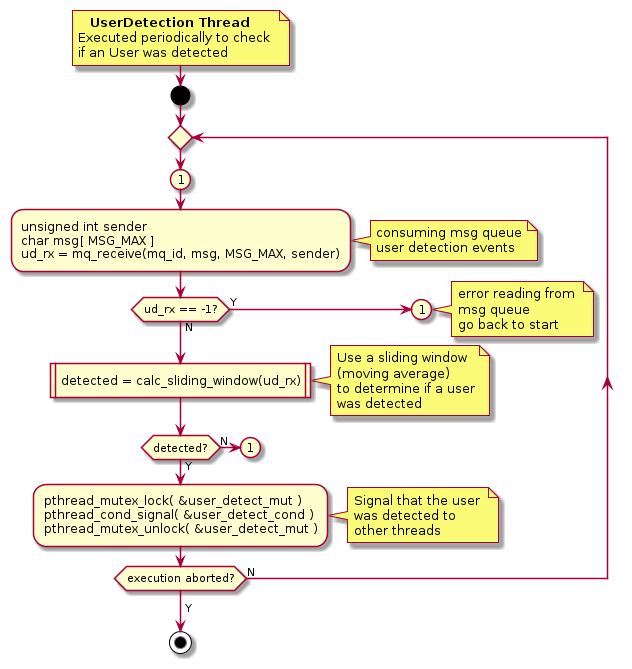 UserDetection Thread
Executed periodically to check
if an User was detected
1
unsigned int sender
char msg[ MSG_MAX ]
ud_rx = mq_receive(mq_id, msg, MSG_MAX, sender)
consuming msg queue
user detection events
ud_rx == -1?
Y
N
1
error reading from
msg queue
go back to start
detected = calc_sliding_window(ud_rx)
Use a sliding window
(moving average)
to determine if a user
was detected
detected?
N
Y
1
pthread_mutex_lock( &user_detect_mut )
pthread_cond_signal( &user_detect_cond )
pthread_mutex_unlock( &user_detect_mut )
Signal that the user
was detected to
other threads
execution aborted?
N
Y